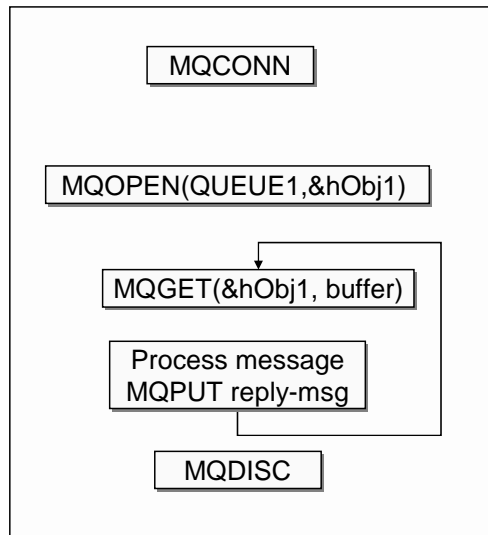 MQCONN
MQOPEN(QUEUE1,&hObj1)
MQGET(&hObj1, buffer)
Process message
MQPUT reply-msg
MQDISC